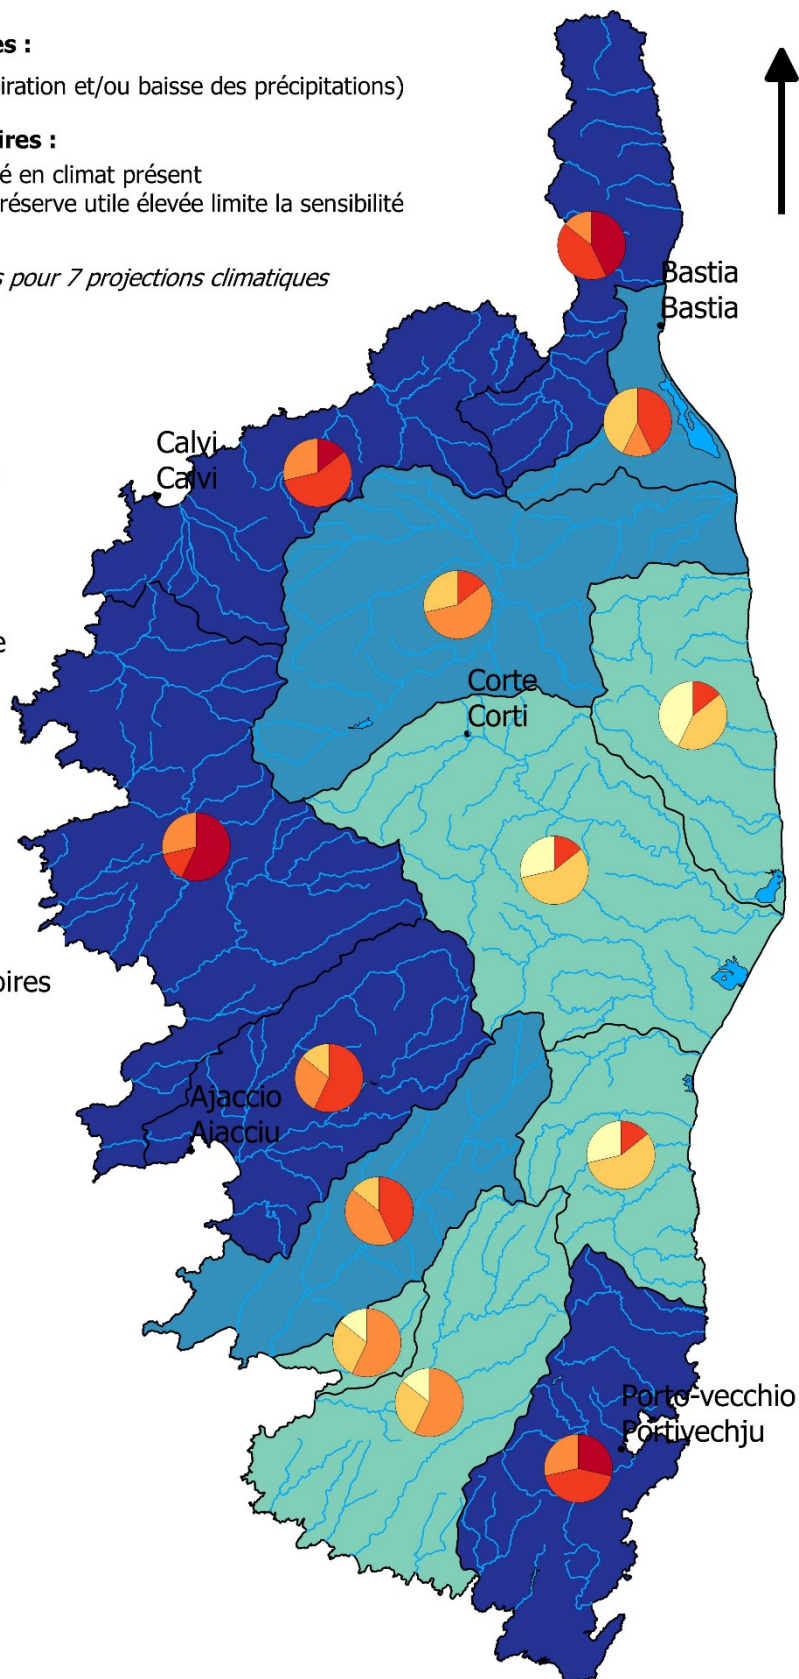 es :
iration et/ou baisse des précipitations)
ires :
é en climat présent
réserve utile élevée limite la sensibilité
s pour 7 projections climatiques
Bastia
Bastia
Calvi
Calvi
e
Corte
Corti
oires
Ajaccio
Ajacciu
Porto-vecchio
Portivechju